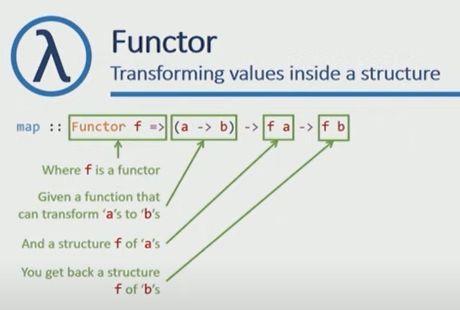 λ
Functor
Transforming values inside a structure
map :: Functor f => (a -> b) -> f a -> f b
Where f is a functor
Given a function that
can transform 'a's to 'b's
And a structure f of 'a's
You get back a structure
f of 'b's